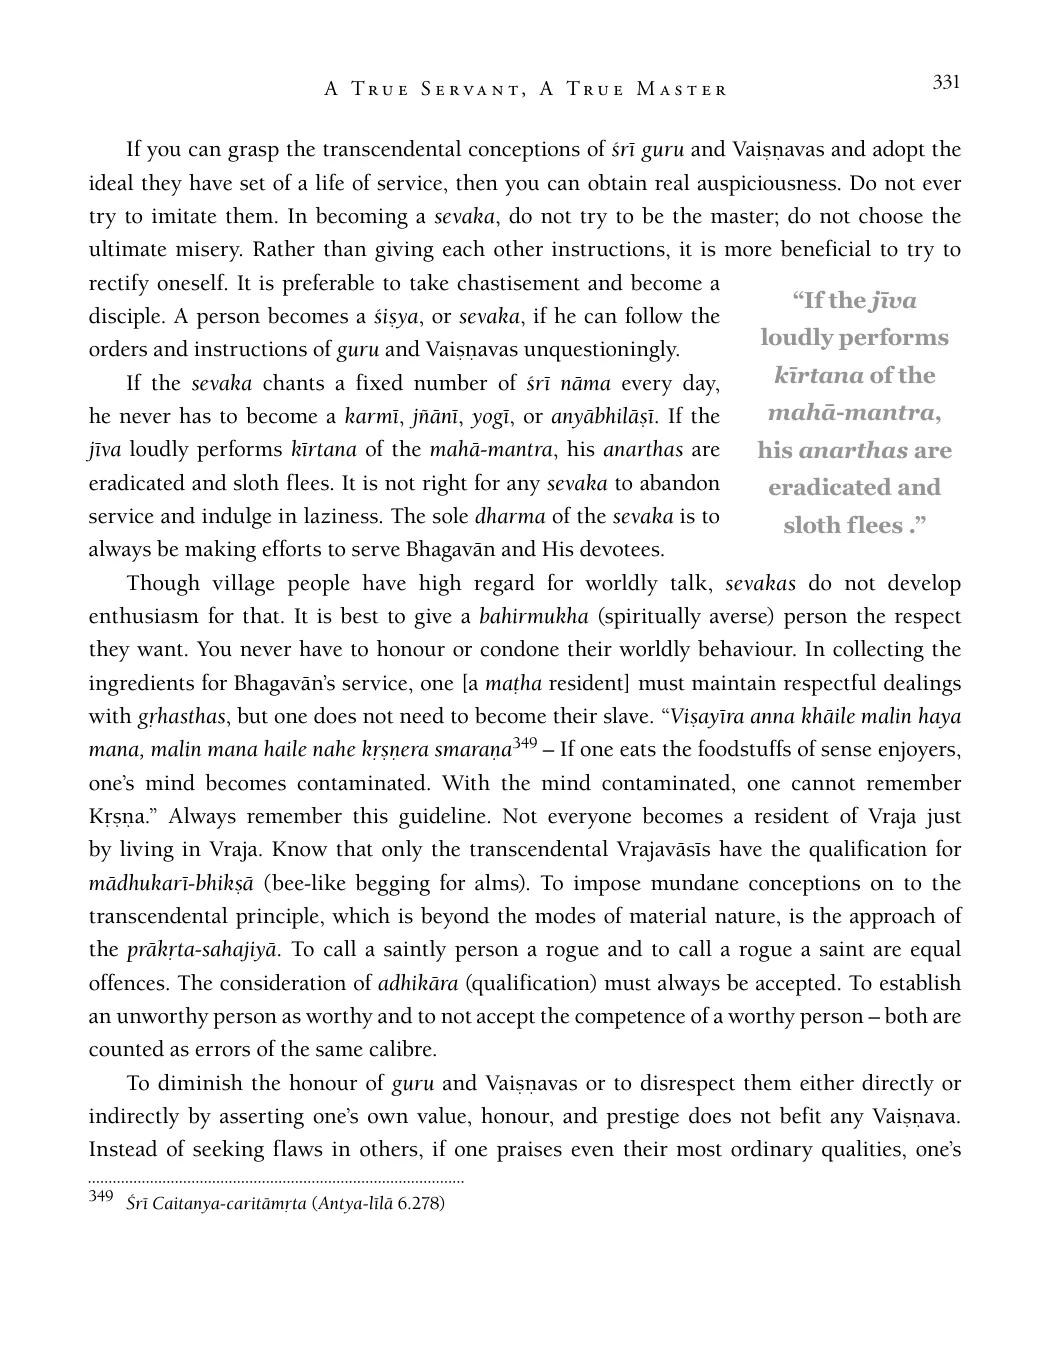 A True Servant, A True Master 331
If you can grasp the transcendental conceptions of śrī guru and Vaiṣṇavas and adopt the
ideal they have set of a life of service, then you can obtain real auspiciousness. Do not ever
try to imitate them. In becoming a sevaka, do not try to be the master; do not choose the
ultimate misery. Rather than giving each other instructions, it is more beneficial to try to
rectify oneself. It is preferable to take chastisement and become a
disciple. A person becomes a śiṣya, or sevaka, if he can follow the
orders and instructions of guru and Vaiṣṇavas unquestioningly.
If the sevaka chants a fixed number of śrī nāma every day,
he never has to become a karmī, jñānī, yogī, or anyābhilāṣī. If the
jīva loudly performs kīrtana of the mahā-mantra, his anarthas are
eradicated and sloth flees. It is not right for any sevaka to abandon
service and indulge in laziness. The sole dharma of the sevaka is to
always be making efforts to serve Bhagavān and His devotees.
“If the jīva
loudly performs
kīrtana of the
mahā-mantra,
his anarthas are
eradicated and
sloth flees .”
Though village people have high regard for worldly talk, sevakas do not develop
enthusiasm for that. It is best to give a bahirmukha (spiritually averse) person the respect
they want. You never have to honour or condone their worldly behaviour. In collecting the
ingredients for Bhagavān’s service, one [a maṭha resident] must maintain respectful dealings
with gṛhasthas, but one does not need to become their slave. “Viṣayīra anna khāile malin haya
mana, malin mana haile nahe kṛṣṇera smaraṇa349 – If one eats the foodstuffs of sense enjoyers,
one’s mind becomes contaminated. With the mind contaminated, one cannot remember
Kṛṣṇa.” Always remember this guideline. Not everyone becomes a resident of Vraja just
by living in Vraja. Know that only the transcendental Vrajavāsīs have the qualification for
mādhukarī-bhikṣā (bee-like begging for alms). To impose mundane conceptions on to the
transcendental principle, which is beyond the modes of material nature, is the approach of
the prākṛta-sahajiyā. To call a saintly person a rogue and to call a rogue a saint are equal
offences. The consideration of adhikāra (qualification) must always be accepted. To establish
an unworthy person as worthy and to not accept the competence of a worthy person – both are
counted as errors of the same calibre.
To diminish the honour of guru and Vaiṣṇavas or to disrespect them either directly or
indirectly by asserting one’s own value, honour, and prestige does not befit any Vaiṣṇava.
Instead of seeking flaws in others, if one praises even their most ordinary qualities, one’s
349 Śrī Caitanya-caritāmṛta (Antya-līlā 6.278)